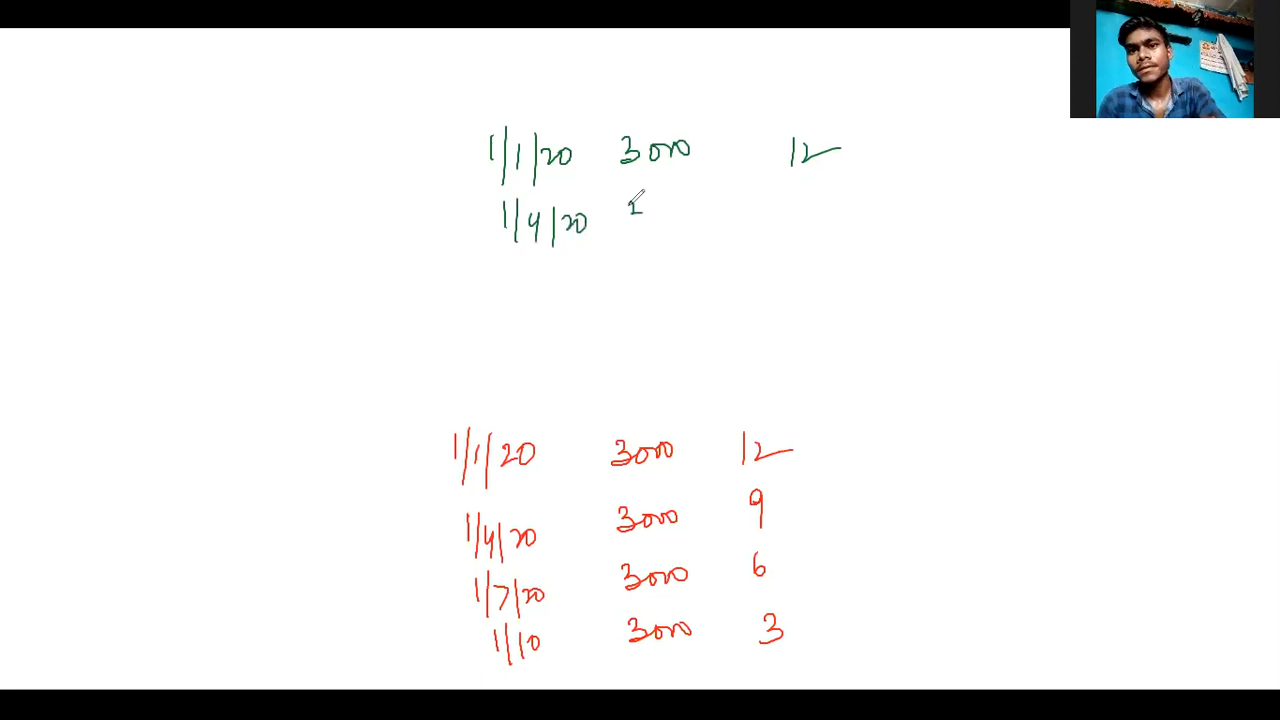 1/1/20 3000 12
1/4/20
1/1/20 3000 12
1/4/20 3000 9
1/7/20 3000 6
1/10 3000 3